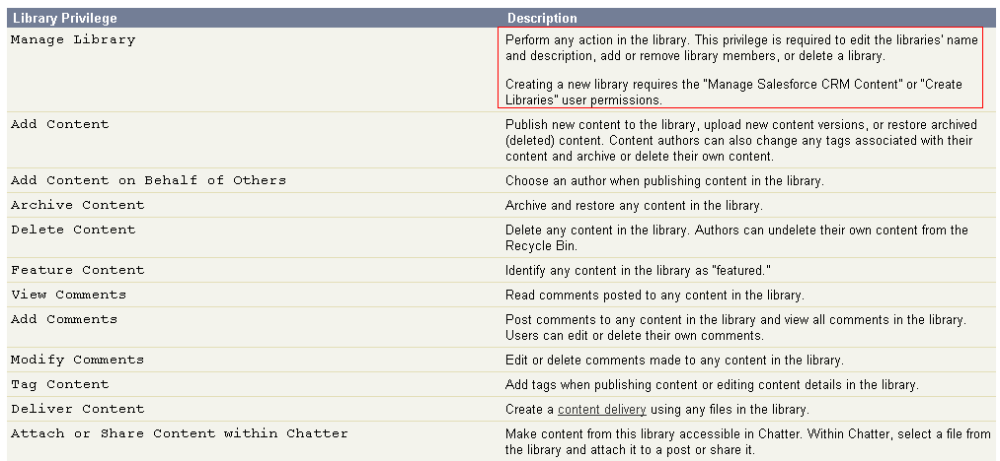 Library Privilege Description
Manage Library Perform any action in the library. This privilege is required to edit the libraries' name
and description, add or remove library members, or delete a library.
Creating a new library requires the "Manage Salesforce CRM Content" or "Create
Libraries" user permissions.
Add Content Publish new content to the library, upload new content versions, or restore archived
(deleted) content. Content authors can also change any tags associated with their
content and archive or delete their own content.
Add Content on Behalf of Others Choose an author when publishing content in the library.
Archive Content Archive and restore any content in the library.
Delete Content Delete any content in the library. Authors can undelete their own content from the
Recycle Bin.
Feature Content Identify any content in the library as "featured."
View Comments Read comments posted to any content in the library.
Add Comments Post comments to any content in the library and view all comments in the library.
Users can edit or delete their own comments.
Modify Comments Edit or delete comments made to any content in the library.
Tag Content Add tags when publishing content or editing content details in the library.
Deliver Content Create a content delivery using any files in the library.
Attach or Share Content within Chatter Make content from this library accessible in Chatter. Within Chatter, select a file from
the library and attach it to a post or share it.